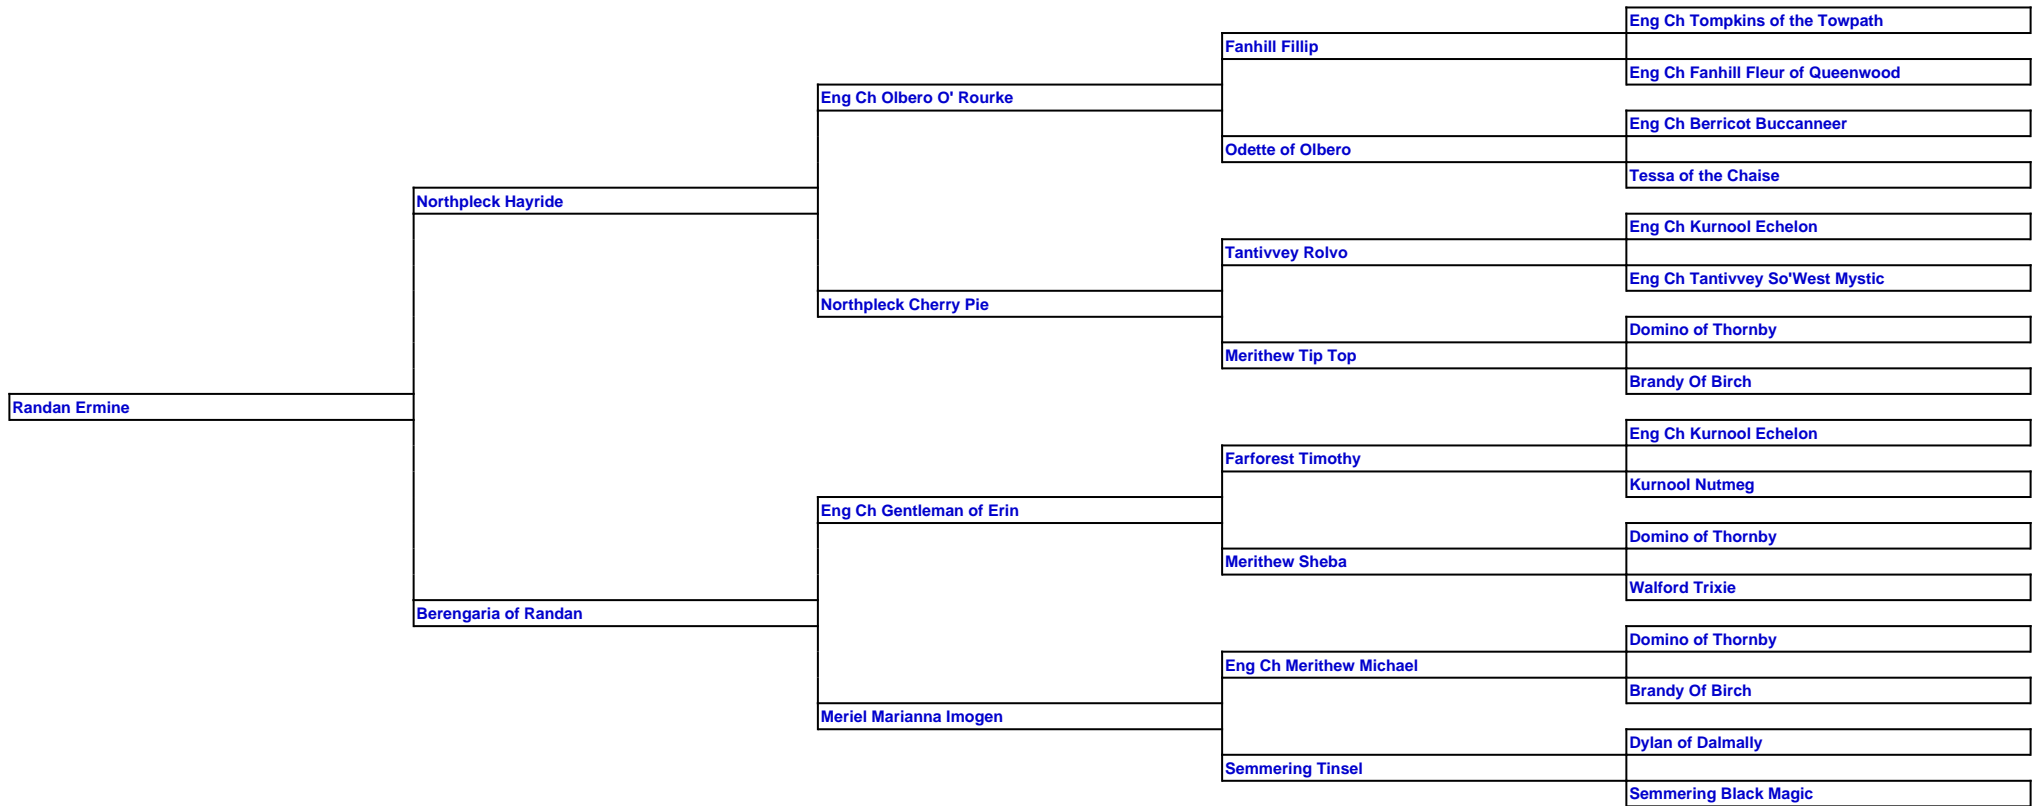 Eng Ch Tompkins of the Towpath
Fanhill Fillip
Eng Ch Fanhill Fleur of Queenwood
Eng Ch Olbero O' Rourke
Eng Ch Berricot Buccanneer
Odette of Olbero
Tessa of the Chaise
Northpleck Hayride
Eng Ch Kurnool Echelon
Tantivvey Rolvo
Eng Ch Tantivvey So'West Mystic
Northpleck Cherry Pie
Domino of Thornby
Merithew Tip Top
Brandy Of Birch
Randan Ermine
Eng Ch Kurnool Echelon
Farforest Timothy
Kurnool Nutmeg
Eng Ch Gentleman of Erin
Domino of Thornby
Merithew Sheba
Walford Trixie
Berengaria of Randan
Domino of Thornby
Eng Ch Merithew Michael
Brandy Of Birch
Meriel Marianna Imogen
Dylan of Dalmally
Semmering Tinsel
Semmering Black Magic